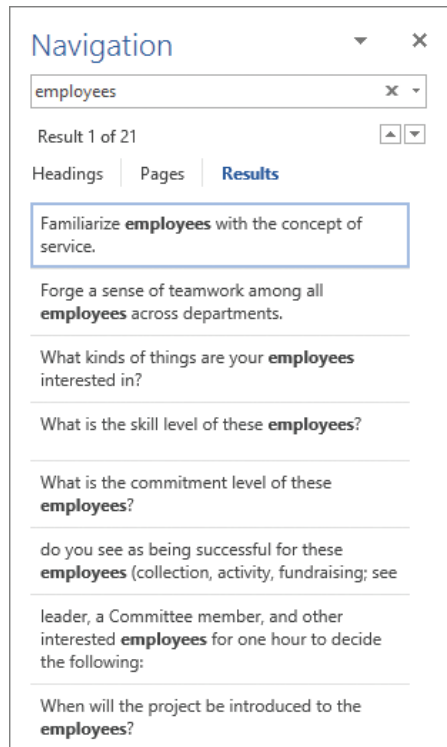 Navigation
employees
Result 1 of 21
Headings Pages Results
Familiarize employees with the concept of
service.
Forge a sense of teamwork among all
employees across departments.
What kinds of things are your employees
interested in?
What is the skill level of these employees?
What is the commitment level of these
employees?
do you see as being successful for these
employees (collection, activity, fundraising; see
leader, a Committee member, and other
interested employees for one hour to decide
the following:
When will the project be introduced to the
employees?